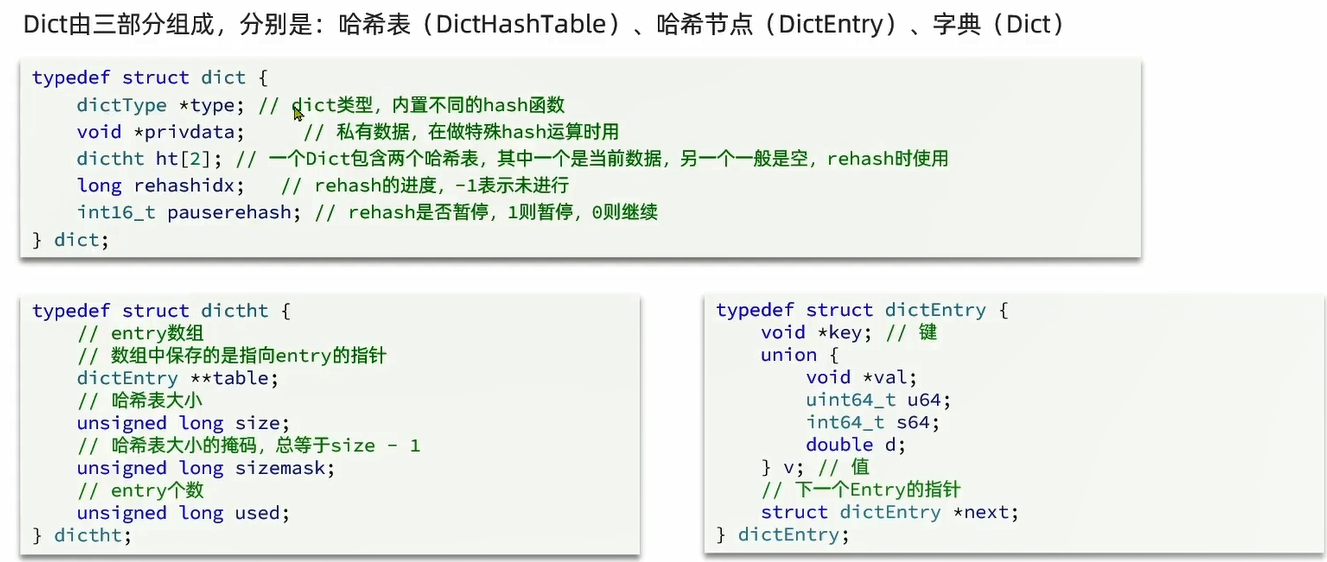 Dict由三部分组成，分别是：哈希表（DictHashTable）、哈希节点（DictEntry）、字典（Dict）
typedef struct dict {
    dictType *type; // dict类型，内置不同的hash函数
    void *privdata;     // 私有数据，在做特殊hash运算时用
    dictht ht[2]; // 一个Dict包含两个哈希表，其中一个是当前数据，另一个一般是空，rehash时使用
    long rehashidx;   // rehash的进度，-1表示未进行
    int16_t pauserehash; // rehash是否暂停，1则暂停，0则继续
} dict;
typedef struct dictht {
    // entry数组
    // 数组中保存的是指向entry的指针
    dictEntry **table;
    // 哈希表大小
    unsigned long size;
    // 哈希表大小的掩码，总等于size - 1
    unsigned long sizemask;
    // entry个数
    unsigned long used;
} dictht;
typedef struct dictEntry {
    void *key; // 键
    union {
        void *val;
        uint64_t u64;
        int64_t s64;
        double d;
    } v; // 值
    // 下一个Entry的指针
    struct dictEntry *next;
} dictEntry;